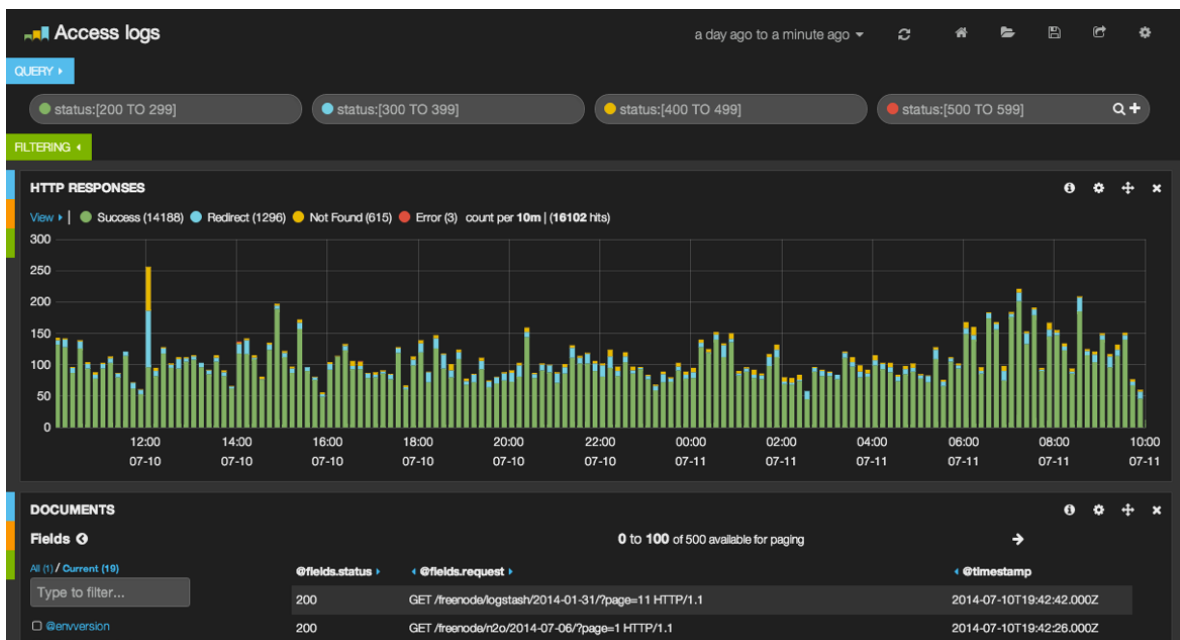 Access logs
a day ago to a minute ago
QUERY
status:[200 TO 299]
status:[300 TO 399]
status:[400 TO 499]
status:[500 TO 599]
FILTERING
HTTP RESPONSES
View | Success (14188) Redirect (1296) Not Found (615) Error (3) count per 10m | (16102 hits)
300
250
200
150
100
50
0
12:00 14:00 16:00 18:00 20:00 22:00 00:00 02:00 04:00 06:00 08:00 10:00
07-10 07-10 07-10 07-10 07-10 07-10 07-11 07-11 07-11 07-11 07-11 07-11
DOCUMENTS
Fields
0 to 100 of 500 available for paging
All (1) / Current (19)
Type to filter...
@envversion
@fields.status @fields.request @timestamp
200 GET /freenode/logstash/2014-01-31/?page=11 HTTP/1.1 2014-07-10T19:42:42.000Z
200 GET /freenode/n2o/2014-07-06/?page=1 HTTP/1.1 2014-07-10T19:42:26.000Z